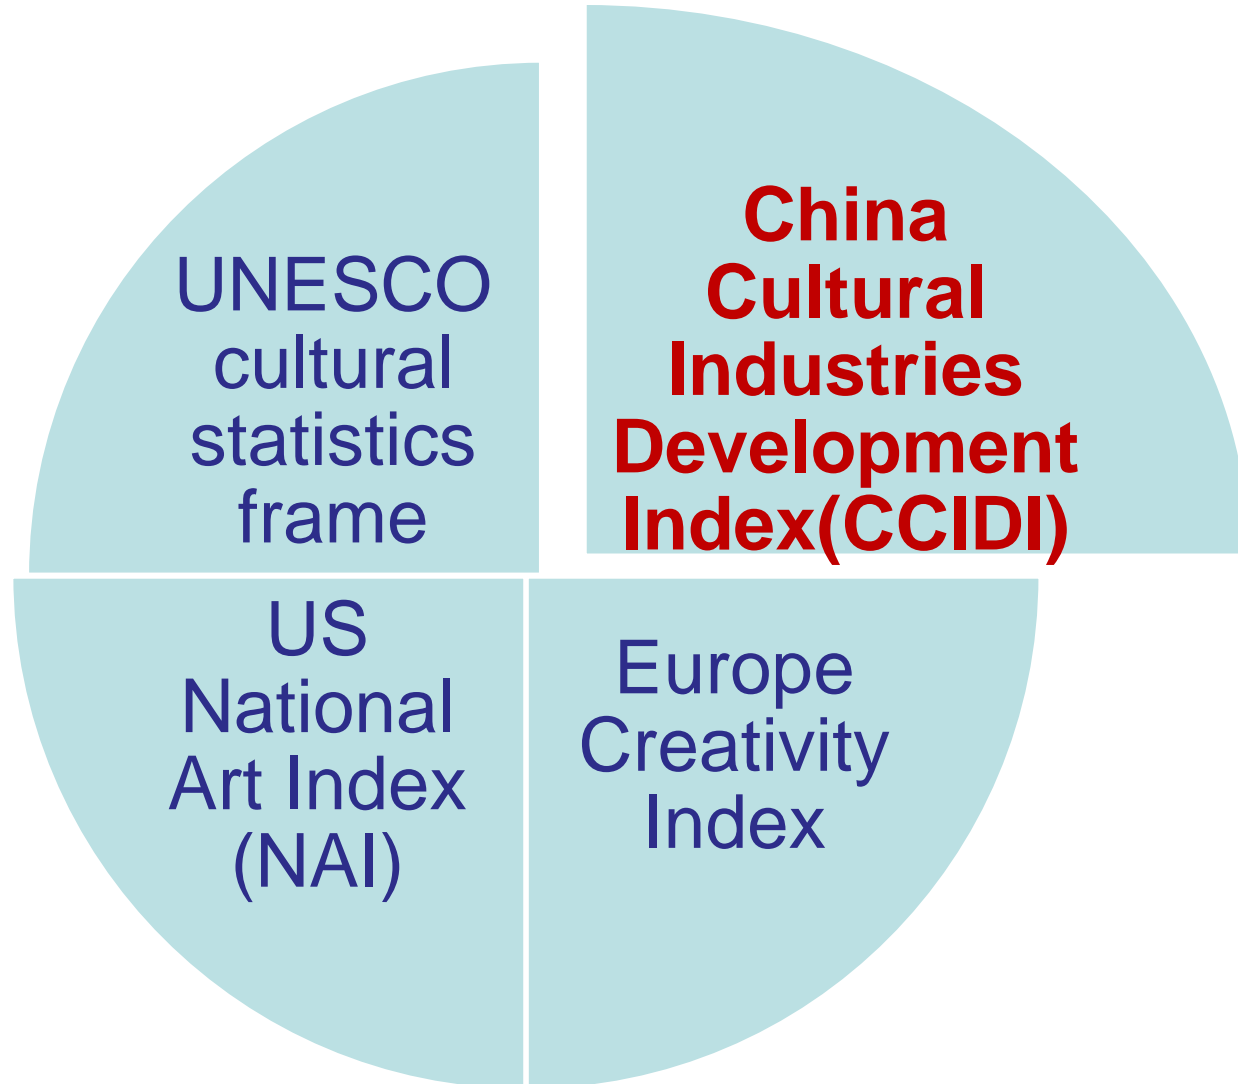 UNESCO
cultural
statistics
frame
China
Cultural
Industries
Development
Index(CCIDI)
US
National
Art Index
(NAI)
Europe
Creativity
Index